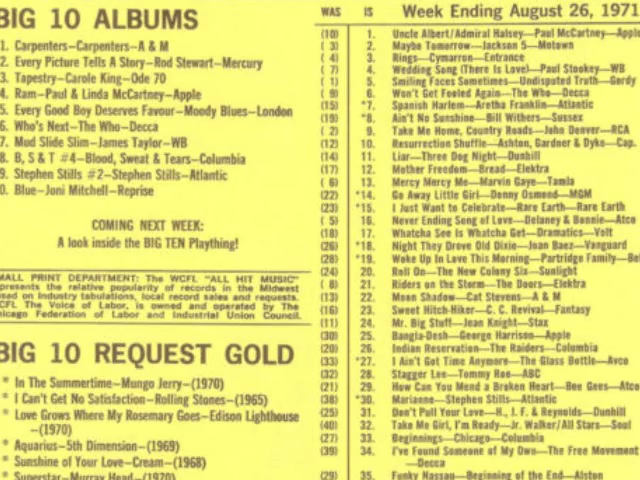 BIG 10 ALBUMS
1. Carpenters—Carpenters—A & M
2. Every Picture Tells A Story—Rod Stewart—Mercury
3. Tapestry—Carole King—Ode 70
4. Ram—Paul & Linda McCartney—Apple
5. Every Good Boy Deserves Favour—Moody Blues—London
6. Who's Next—The Who—Decca
7. Mud Slide Slim—James Taylor—WB
8. B, S & T #4—Blood, Sweat & Tears—Columbia
9. Stephen Stills #2—Stephen Stills—Atlantic
0. Blue—Joni Mitchell—Reprise
COMING NEXT WEEK:
A look inside the BIG TEN Plaything!
MALL PRINT DEPARTMENT: The WCFL "ALL HIT MUSIC"
presents the relative popularity of records in the Midwest
sed on industry tabulations, local record sales and requests.
CFL The Voice of Labor, is owned and operated by The
hicago Federation of Labor and Industrial Union Council.
BIG 10 REQUEST GOLD
* In The Summertime—Mungo Jerry—(1970)
* I Can't Get No Satisfaction—Rolling Stones—(1965)
* Love Grows Where My Rosemary Goes—Edison Lighthouse
—(1970)
* Aquarius—5th Dimension—(1969)
* Sunshine of Your Love—Cream—(1968)
* Superstar—Murray Head—(1970)
WAS IS Week Ending August 26, 1971
(10) 1. Uncle Albert/Admiral Halsey—Paul McCartney—Apple
( 3) 2. Maybe Tomorrow—Jackson 5—Motown
( 4) 3. Rings—Cymarron—Entrance
( 7) 4. Wedding Song (There Is Love)—Paul Stookey—WB
( 1) 5. Smiling Faces Sometimes—Undisputed Truth—Gordy
( 9) 6. Won't Get Fooled Again—The Who—Decca
(15) *7. Spanish Harlem—Aretha Franklin—Atlantic
(19) *8. Ain't No Sunshine—Bill Withers—Sussex
( 2) 9. Take Me Home, Country Roads—John Denver—RCA
(12) 10. Resurrection Shuffle—Ashton, Gardner & Dyke—Cap.
(14) 11. Liar—Three Dog Night—Dunhill
(17) 12. Mother Freedom—Bread—Elektra
( 6) 13. Mercy Mercy Me—Marvin Gaye—Tamla
(22) *14. Go Away Little Girl—Donny Osmond—MGM
(23) *15. I Just Want to Celebrate—Rare Earth—Rare Earth
( 5) 16. Never Ending Song of Love—Delaney & Bonnie—Atco
(18) 17. Whatcha See Is Whatcha Get—Dramatics—Volt
(26) *18. Night They Drove Old Dixie—Joan Baez—Vanguard
(28) *19. Woke Up In Love This Morning—Partridge Family—Bel
(24) 20. Roll On—The New Colony Six—Sunlight
( 8) 21. Riders on the Storm—The Doors—Elektra
(13) 22. Moon Shadow—Cat Stevens—A & M
(16) 23. Sweet Hitch-Hiker—C. C. Revival—Fantasy
(11) 24. Mr. Big Stuff—Jean Knight—Stax
(30) 25. Bangla-Desh—George Harrison—Apple
(20) 26. Indian Reservation—The Raiders—Columbia
(33) *27. I Ain't Got Time Anymore—The Glass Bottle—Avco
(32) 28. Stagger Lee—Tommy Roe—ABC
(21) 29. How Can You Mend a Broken Heart—Bee Gees—Atco
(38) *30. Marianne—Stephen Stills—Atlantic
(25) 31. Don't Pull Your Love—H., J. F. & Reynolds—Dunhill
(40) 32. Take Me Girl, I'm Ready—Jr. Walker/All Stars—Soul
(27) 33. Beginnings—Chicago—Columbia
(39) 34. I've Found Someone of My Own—The Free Movement
—Decca
(29) 35. Funky Nassau—Beginning of the End—Alston